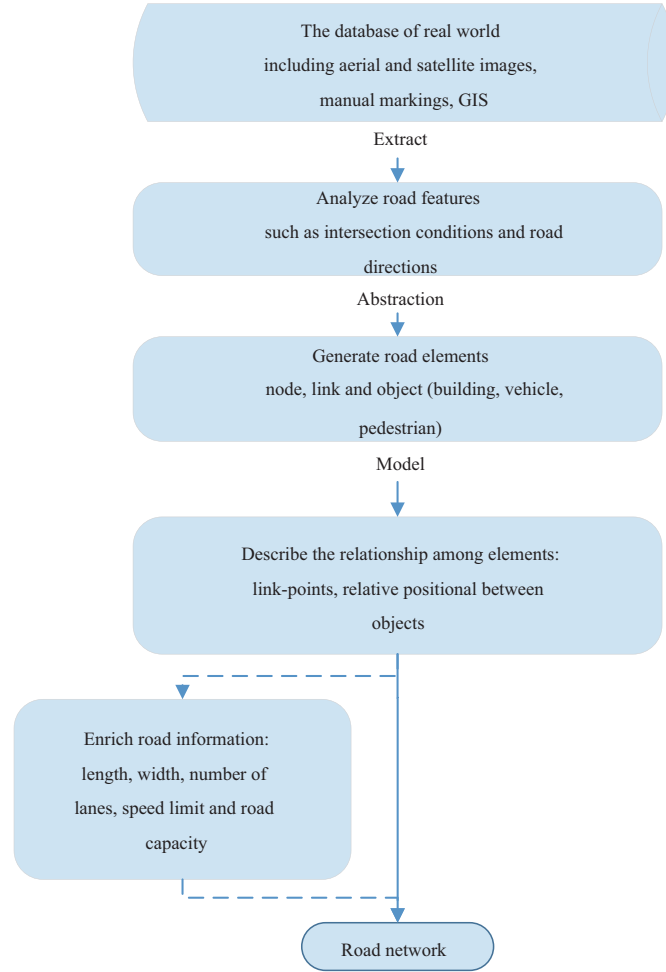 The database of real world
including aerial and satellite images,
manual markings, GIS
Extract
Analyze road features
such as intersection conditions and road
directions
Abstraction
Generate road elements
node, link and object (building, vehicle,
pedestrian)
Model
Describe the relationship among elements:
link-points, relative positional between
objects
Enrich road information:
length, width, number of
lanes, speed limit and road
capacity
Road network